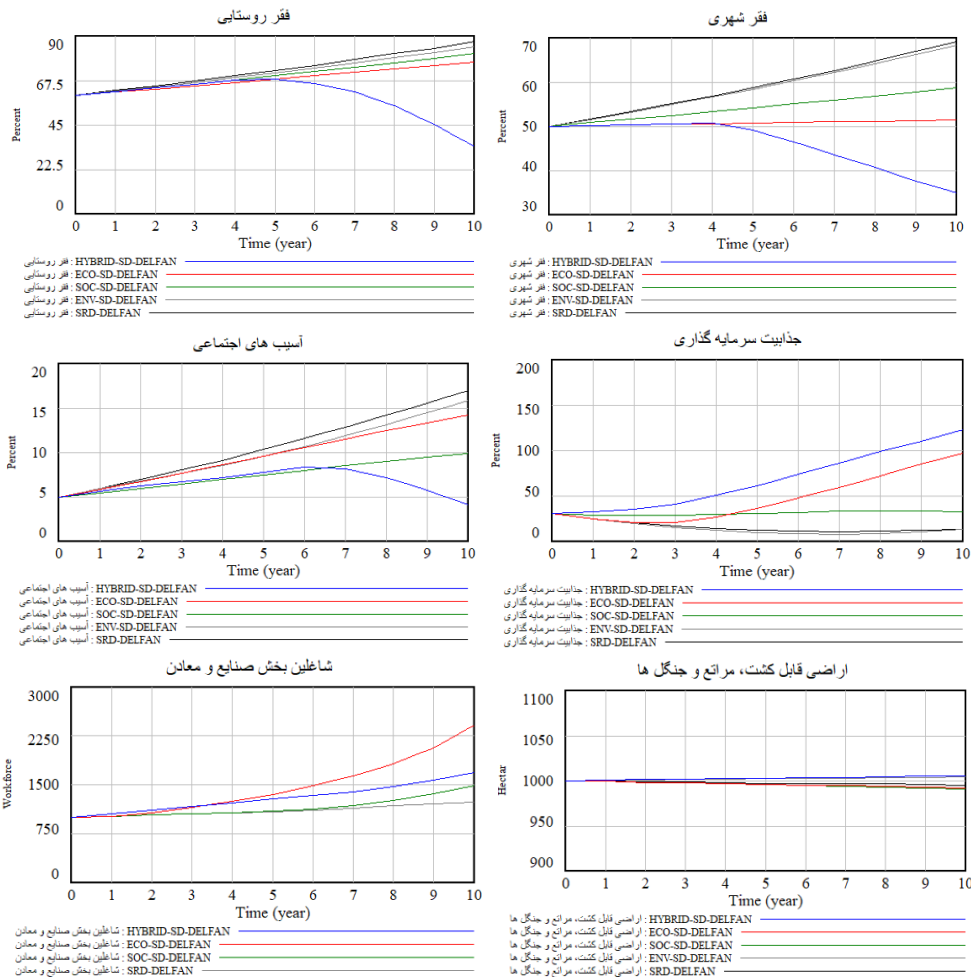 فقر روستایی
90
67.5
45
22.5
0
Percent
0 1 2 3 4 5 6 7 8 9 10
Time (year)
فقر روستایی : HYBRID-SD-DELFAN
فقر روستایی : ECO-SD-DELFAN
فقر روستایی : SOC-SD-DELFAN
فقر روستایی : ENV-SD-DELFAN
فقر روستایی : SRD-DELFAN
فقر شهری
70
60
50
40
30
Percent
0 1 2 3 4 5 6 7 8 9 10
Time (year)
فقر شهری : HYBRID-SD-DELFAN
فقر شهری : ECO-SD-DELFAN
فقر شهری : SOC-SD-DELFAN
فقر شهری : ENV-SD-DELFAN
فقر شهری : SRD-DELFAN
آسیب های اجتماعی
20
15
10
5
0
Percent
0 1 2 3 4 5 6 7 8 9 10
Time (year)
آسیب های اجتماعی : HYBRID-SD-DELFAN
آسیب های اجتماعی : ECO-SD-DELFAN
آسیب های اجتماعی : SOC-SD-DELFAN
آسیب های اجتماعی : ENV-SD-DELFAN
آسیب های اجتماعی : SRD-DELFAN
جذابیت سرمایه گذاری
200
150
100
50
0
Percent
0 1 2 3 4 5 6 7 8 9 10
Time (year)
جذابیت سرمایه گذاری : HYBRID-SD-DELFAN
جذابیت سرمایه گذاری : ECO-SD-DELFAN
جذابیت سرمایه گذاری : SOC-SD-DELFAN
جذابیت سرمایه گذاری : ENV-SD-DELFAN
جذابیت سرمایه گذاری : SRD-DELFAN
شاغلین بخش صنایع و معادن
3000
2250
1500
750
0
Workforce
0 1 2 3 4 5 6 7 8 9 10
Time (year)
شاغلین بخش صنایع و معادن : HYBRID-SD-DELFAN
شاغلین بخش صنایع و معادن : ECO-SD-DELFAN
شاغلین بخش صنایع و معادن : SOC-SD-DELFAN
شاغلین بخش صنایع و معادن : SRD-DELFAN
اراضی قابل کشت، مراتع و جنگل ها
1100
1050
1000
950
900
Hectar
0 1 2 3 4 5 6 7 8 9 10
Time (year)
اراضی قابل کشت، مراتع و جنگل ها : HYBRID-SD-DELFAN
اراضی قابل کشت، مراتع و جنگل ها : ECO-SD-DELFAN
اراضی قابل کشت، مراتع و جنگل ها : SOC-SD-DELFAN
اراضی قابل کشت، مراتع و جنگل ها : ENV-SD-DELFAN
اراضی قابل کشت، مراتع و جنگل ها : SRD-DELFAN